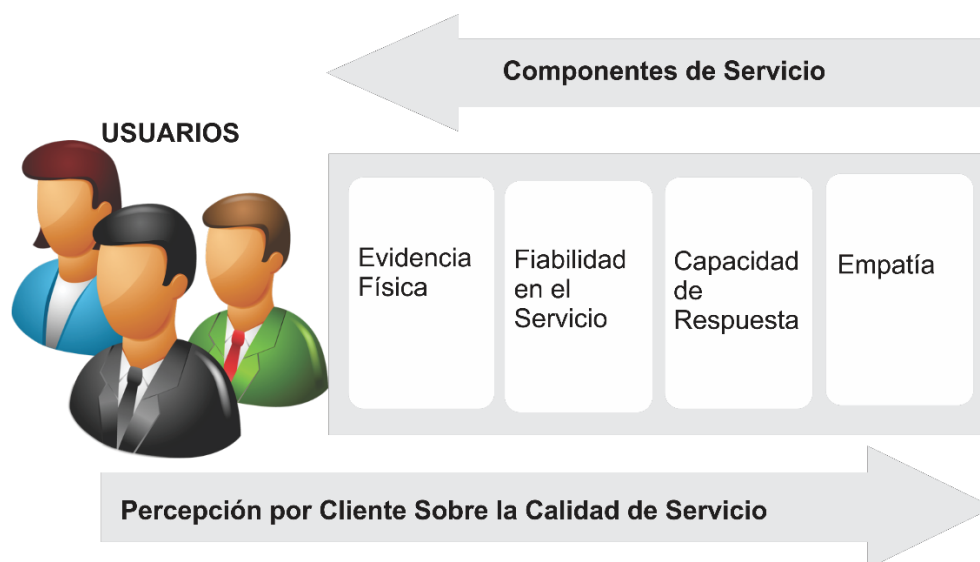 Componentes de Servicio
USUARIOS
Evidencia
Física
Fiabilidad
en el
Servicio
Capacidad
de
Respuesta
Empatía
Percepción por Cliente Sobre la Calidad de Servicio